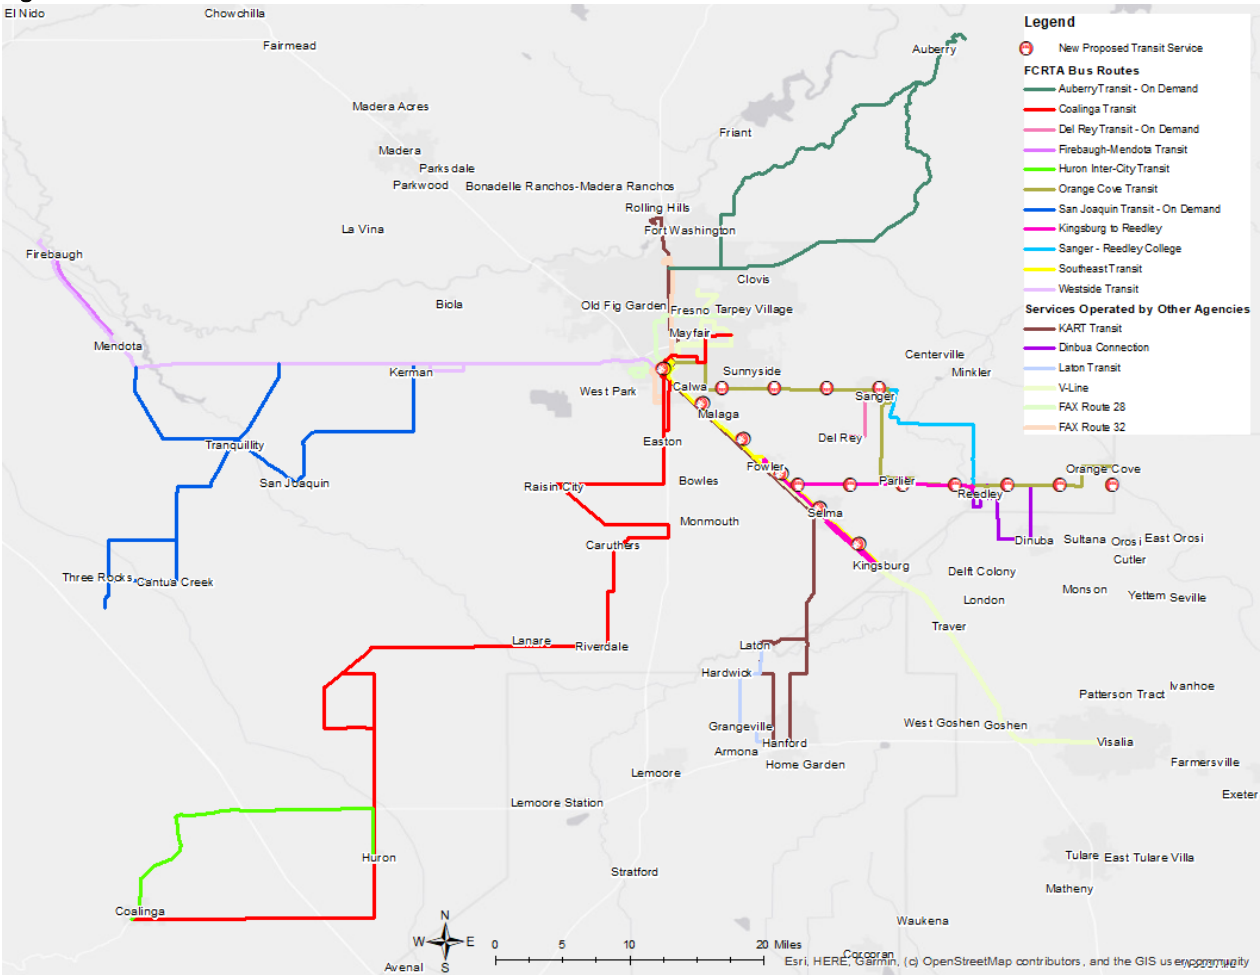 El Nido
Chowchilla
Fairmead
Auberry
Madera Acres
Friant
Madera
Parksdale
Parkwood
Bonadelle Ranchos-Madera Ranchos
Rolling Hills
La Vina
Fort Washington
Firebaugh
Clovis
Biola
Old Fig Garden
Fresno
Tarpey Village
Mayfair
Mendota
Centerville
Kerman
Sunnyside
Minkler
West Park
Calwa
Sanger
Malaga
Del Rey
Easton
Tranquillity
Fowler
Orange Cove
San Joaquin
Raisin City
Bowles
Parlier
Reedley
Selma
Monmouth
Caruthers
Dinuba
Sultana
Orosi
East Orosi
Cutler
Kingsburg
Three Rocks
Cantua Creek
Delft Colony
Monson
London
Yettem
Seville
Traver
Lanare
Riverdale
Laton
Hardwick
Ivanhoe
Patterson Tract
Grangeville
West Goshen
Goshen
Armona
Hanford
Visalia
Home Garden
Lemoore
Farmersville
Exeter
Lemoore Station
Huron
Stratford
Tulare
East Tulare Villa
Matheny
Coalinga
Waukena
Corcoran
Avenal
Legend
New Proposed Transit Service
FCRTA Bus Routes
Auberry Transit - On Demand
Coalinga Transit
Del Rey Transit - On Demand
Firebaugh-Mendota Transit
Huron Inter-City Transit
Orange Cove Transit
San Joaquin Transit - On Demand
Kingsburg to Reedley
Sanger - Reedley College
Southeast Transit
Westside Transit
Services Operated by Other Agencies
KART Transit
Dinbua Connection
Laton Transit
V-Line
FAX Route 28
FAX Route 32
N
W E
S
0 5 10 20 Miles
Esri, HERE, Garmin, (c) OpenStreetMap contributors, and the GIS user community